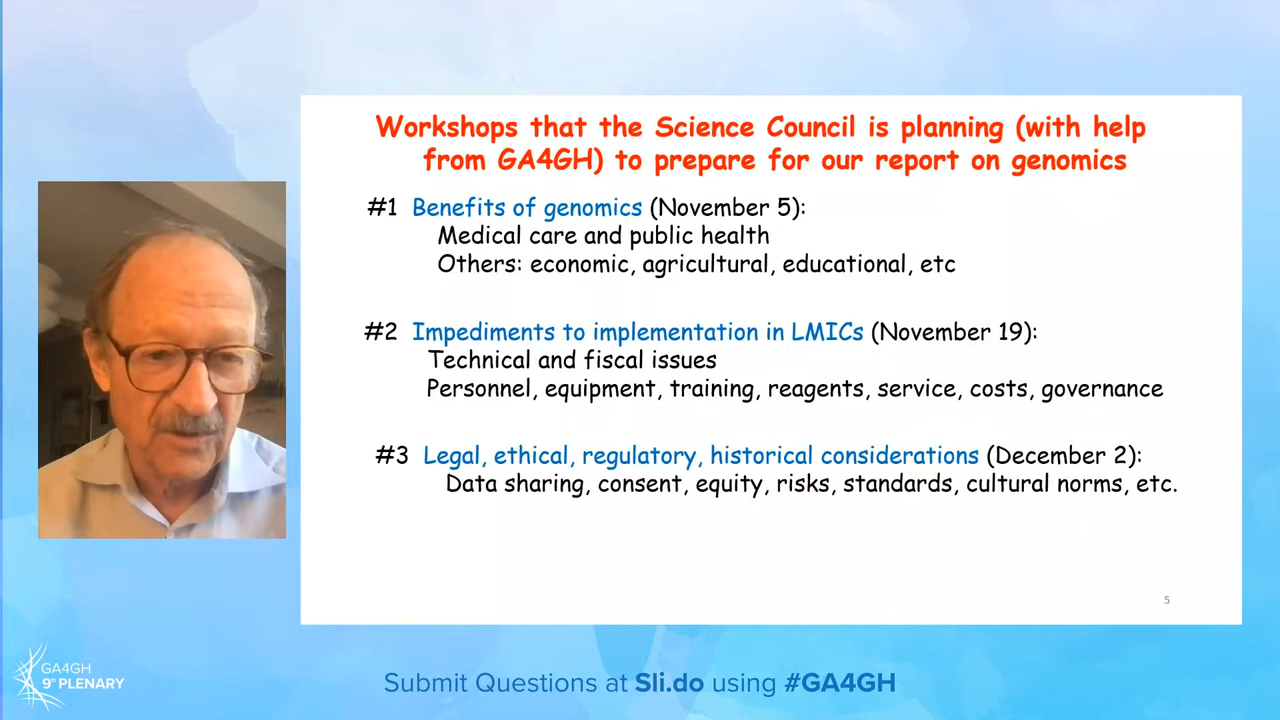 Workshops that the Science Council is planning (with help
from GA4GH) to prepare for our report on genomics
#1 Benefits of genomics (November 5):
Medical care and public health
Others: economic, agricultural, educational, etc
#2 Impediments to implementation in LMICs (November 19):
Technical and fiscal issues
Personnel, equipment, training, reagents, service, costs, governance
#3 Legal, ethical, regulatory, historical considerations (December 2):
Data sharing, consent, equity, risks, standards, cultural norms, etc.
5
GA4GH
9th PLENARY
Submit Questions at Sli.do using #GA4GH